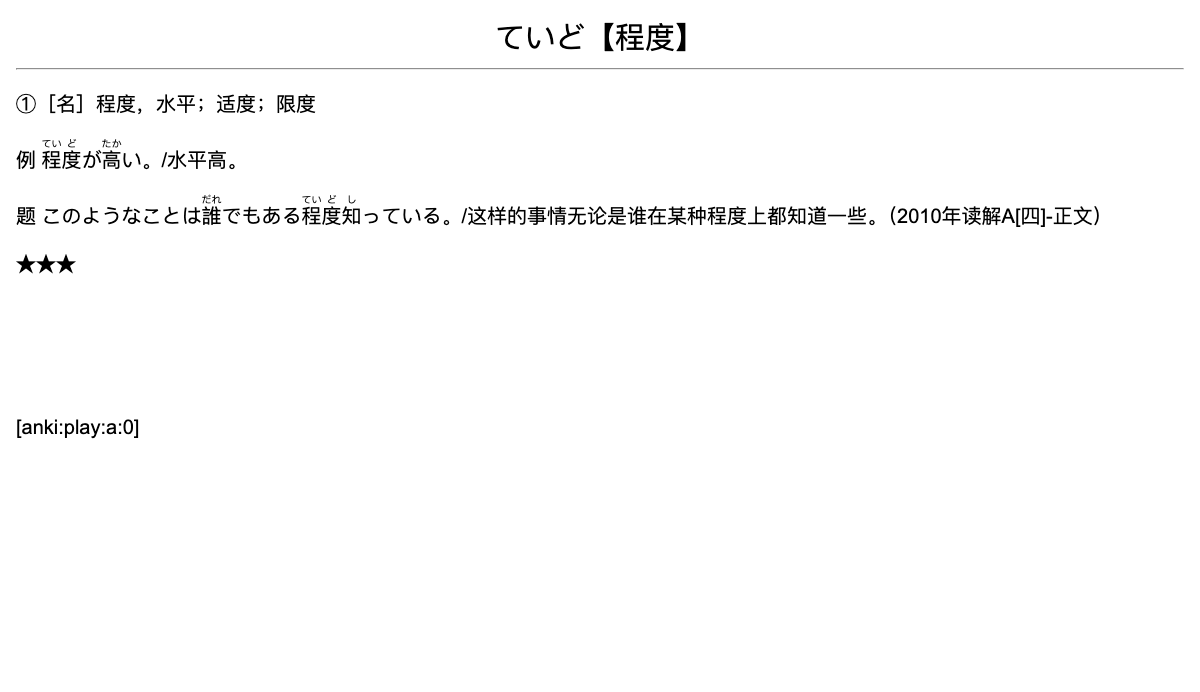 ていど【程度】
①［名］程度，水平；适度；限度
てい ど たか
例 程度が高い。/水平高。
だれ てい ど し
题 このようなことは誰でもある程度知っている。/这样的事情无论是谁在某种程度上都知道一些。（2010年读解A[四]-正文）
★★★
[anki:play:a:0]